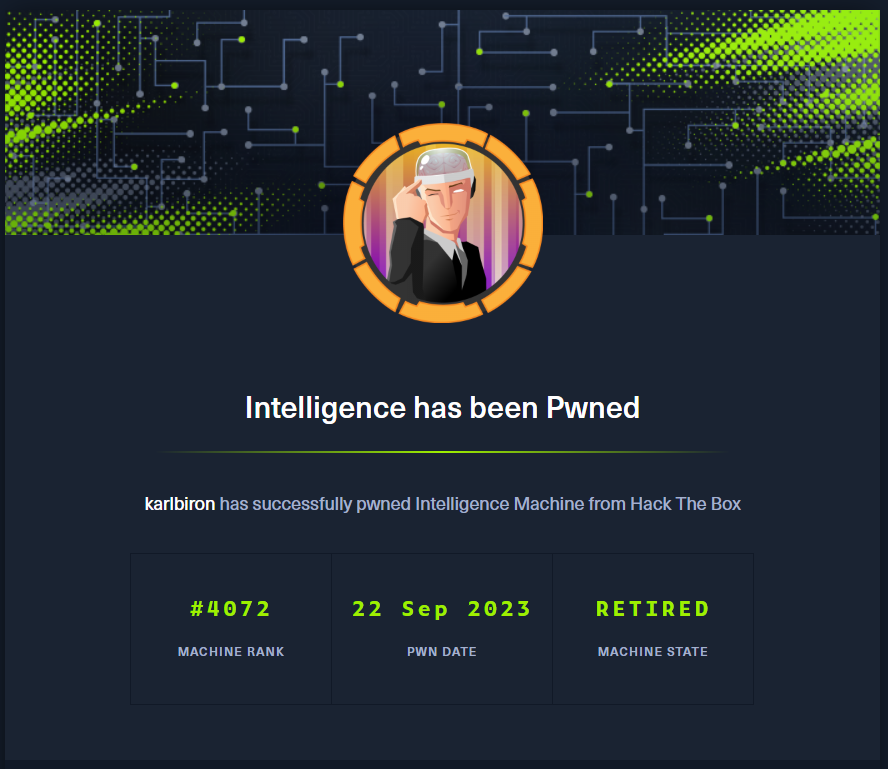 Intelligence has been Pwned
karlbiron has successfully pwned Intelligence Machine from Hack The Box
#4072
22 Sep 2023
RETIRED
MACHINE RANK
PWN DATE
MACHINE STATE